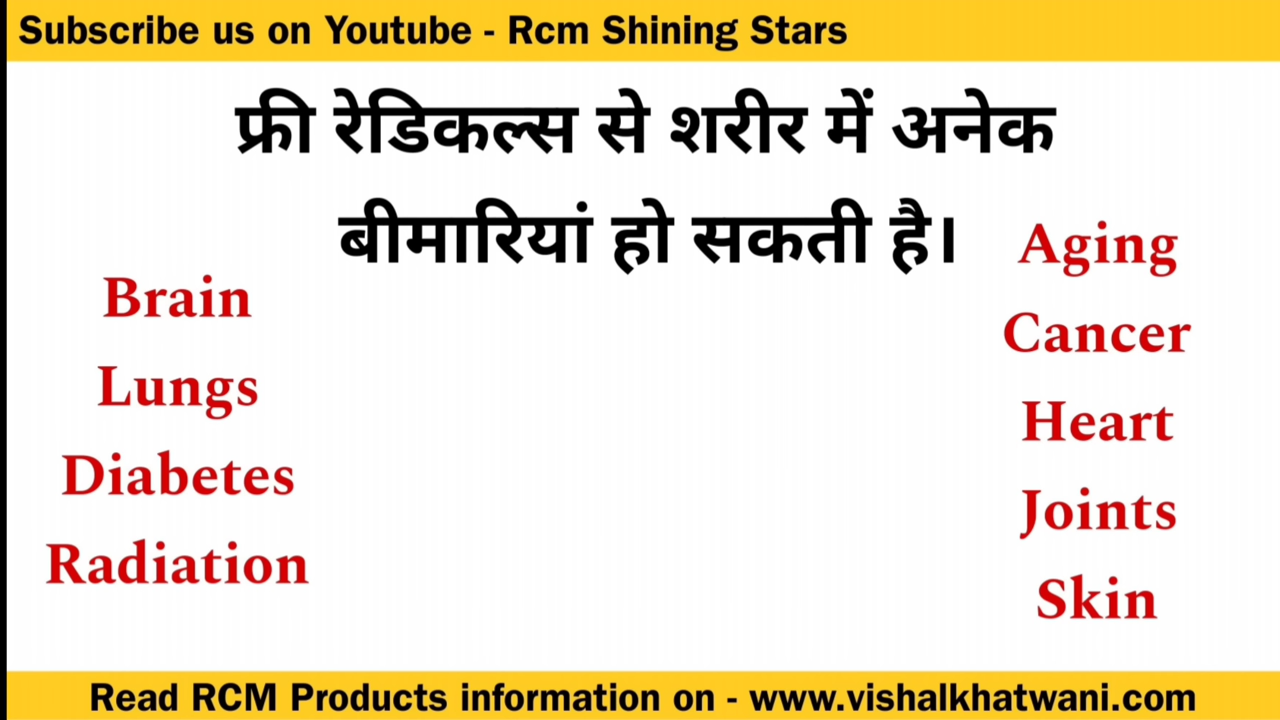 Subscribe us on Youtube - Rcm Shining Stars
फ्री रेडिकल्स से शरीर में अनेक
बीमारियां हो सकती है।
Brain
Lungs
Diabetes
Radiation
Aging
Cancer
Heart
Joints
Skin
Read RCM Products information on - www.vishalkhatwani.com